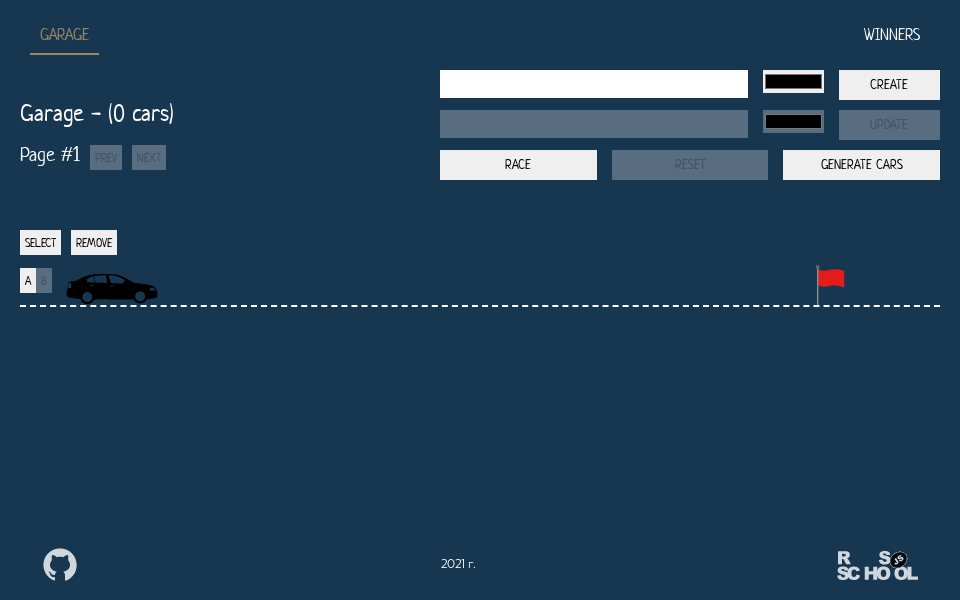 GARAGE
WINNERS
CREATE
Garage - (0 cars)
UPDATE
Page #1 PREV NEXT
RACE RESET GENERATE CARS
SELECT REMOVE
A B
2021 г.
RS
SCHOOL
JS